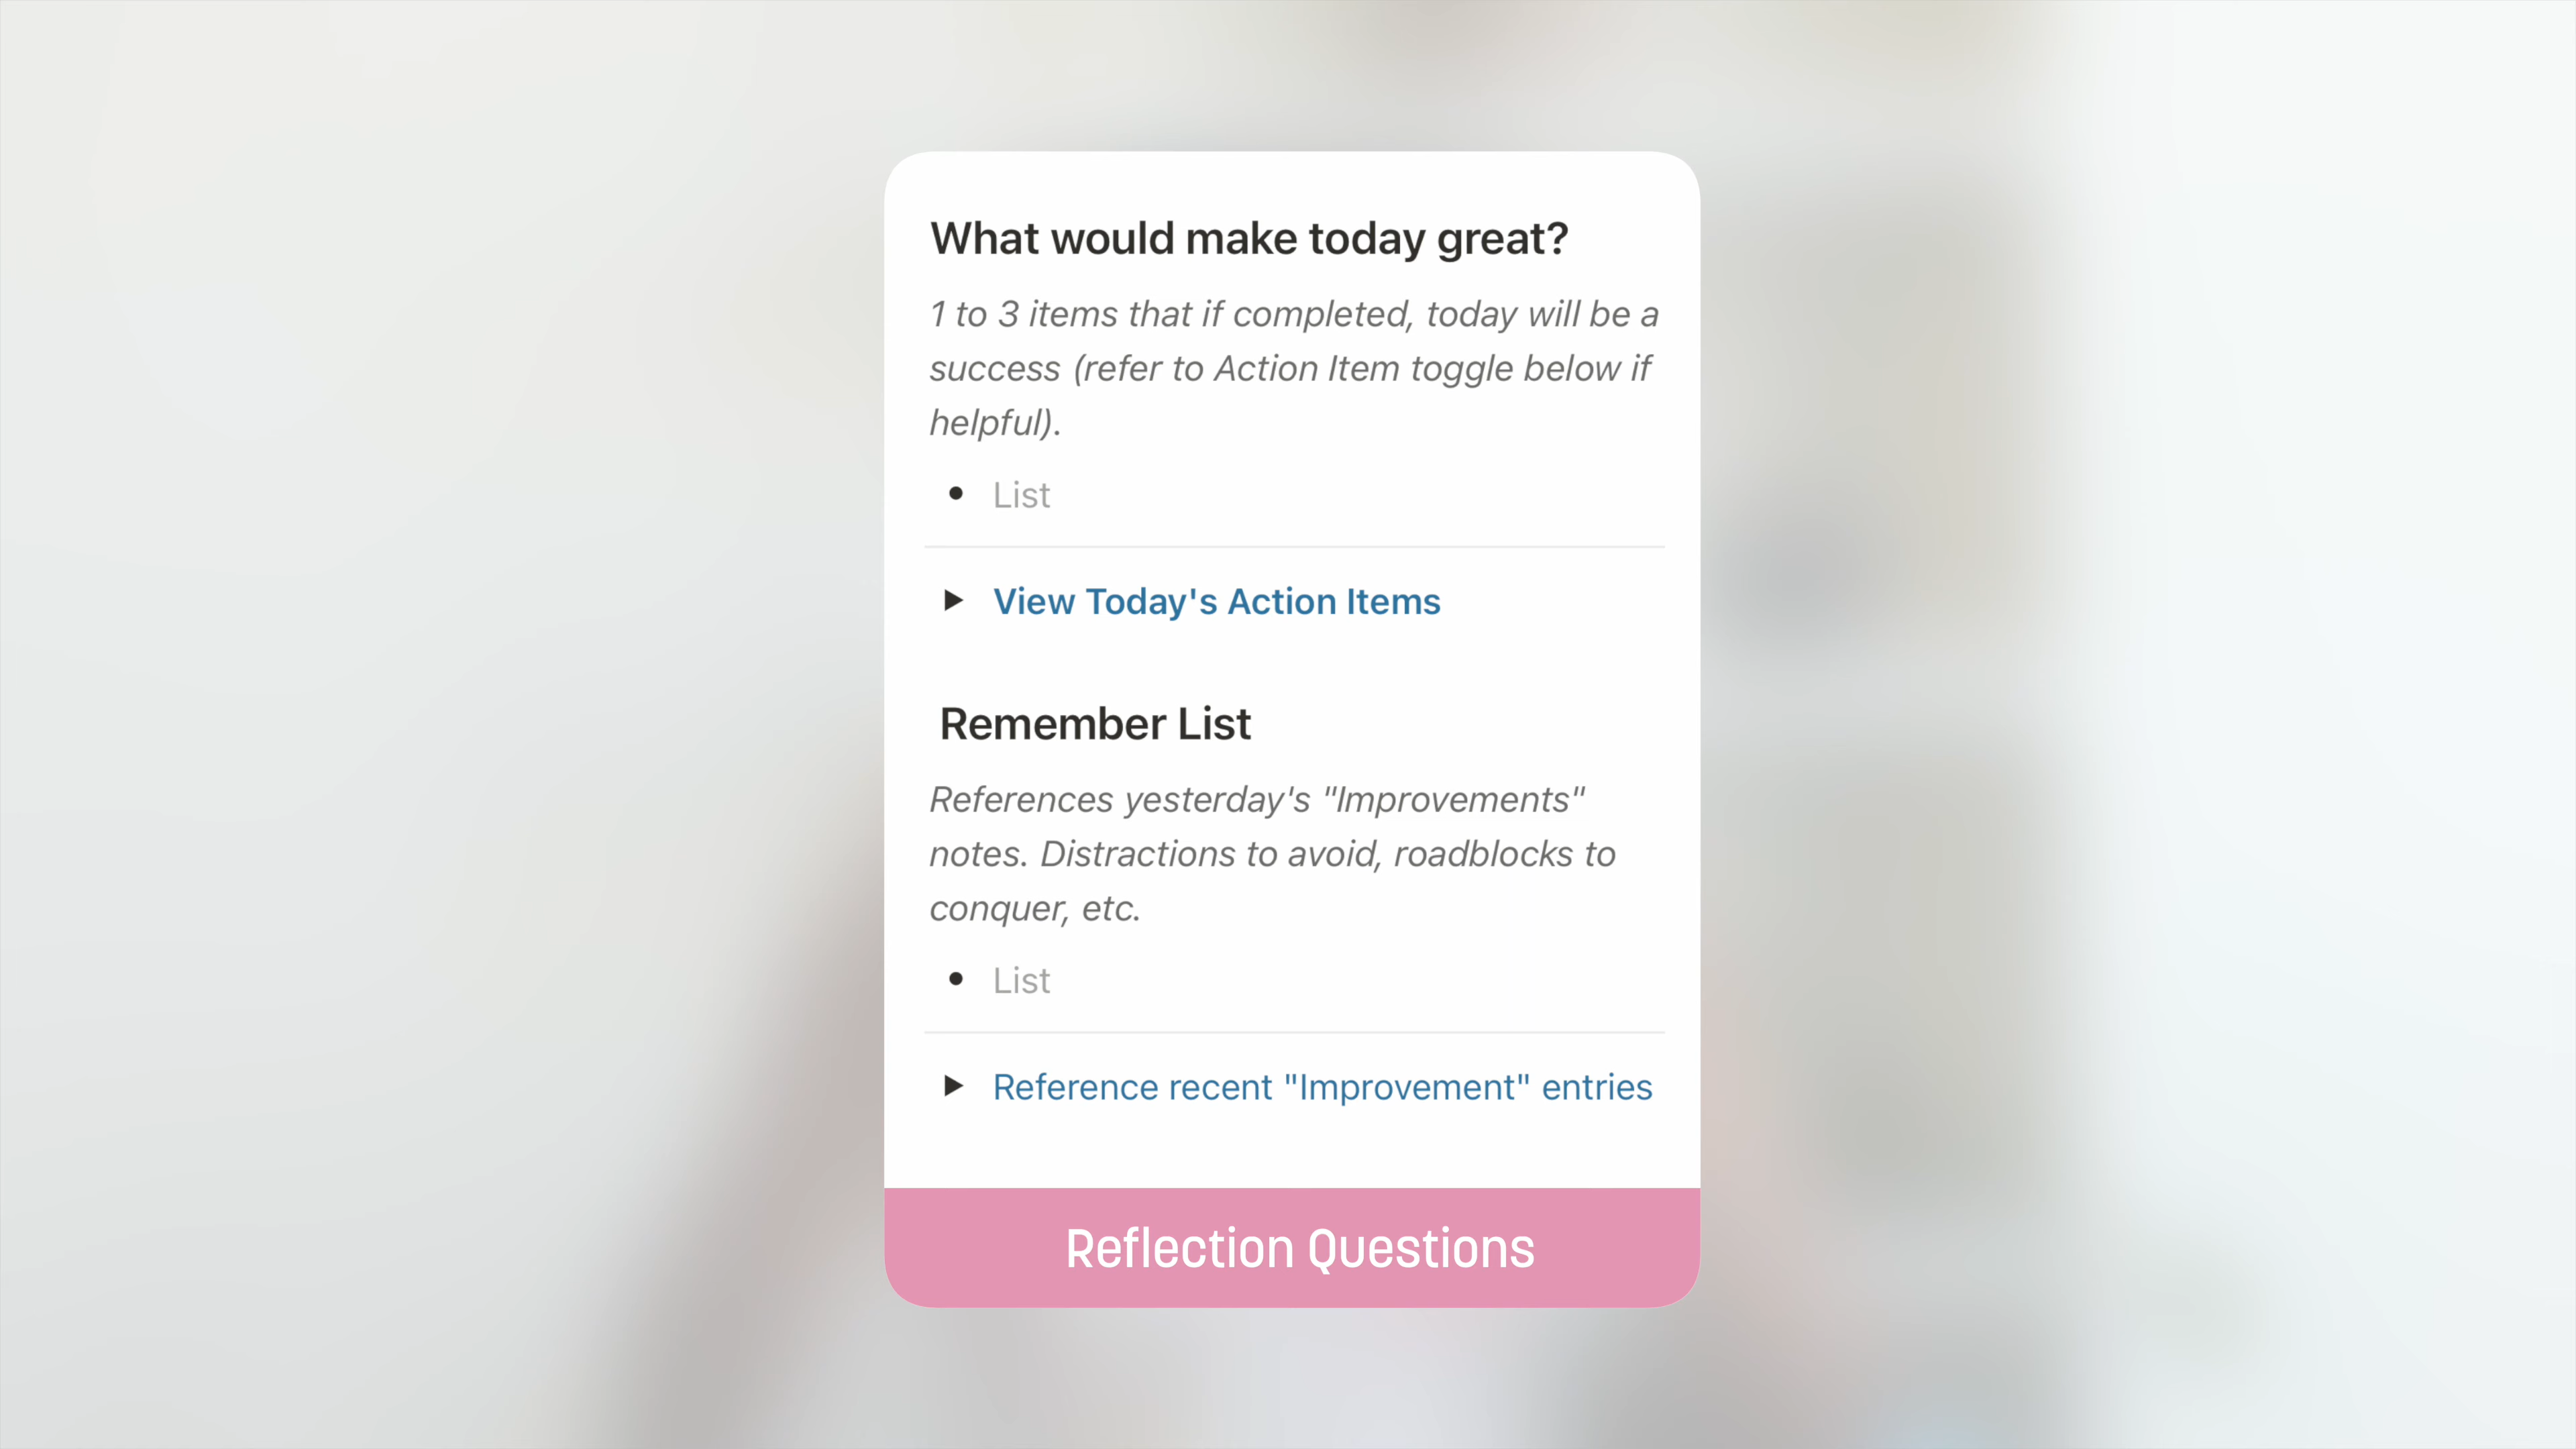 What would make today great?
1 to 3 items that if completed, today will be a
success (refer to Action Item toggle below if
helpful).
• List
▶ View Today's Action Items
Remember List
References yesterday's "Improvements"
notes. Distractions to avoid, roadblocks to
conquer, etc.
• List
▶ Reference recent "Improvement" entries
Reflection Questions